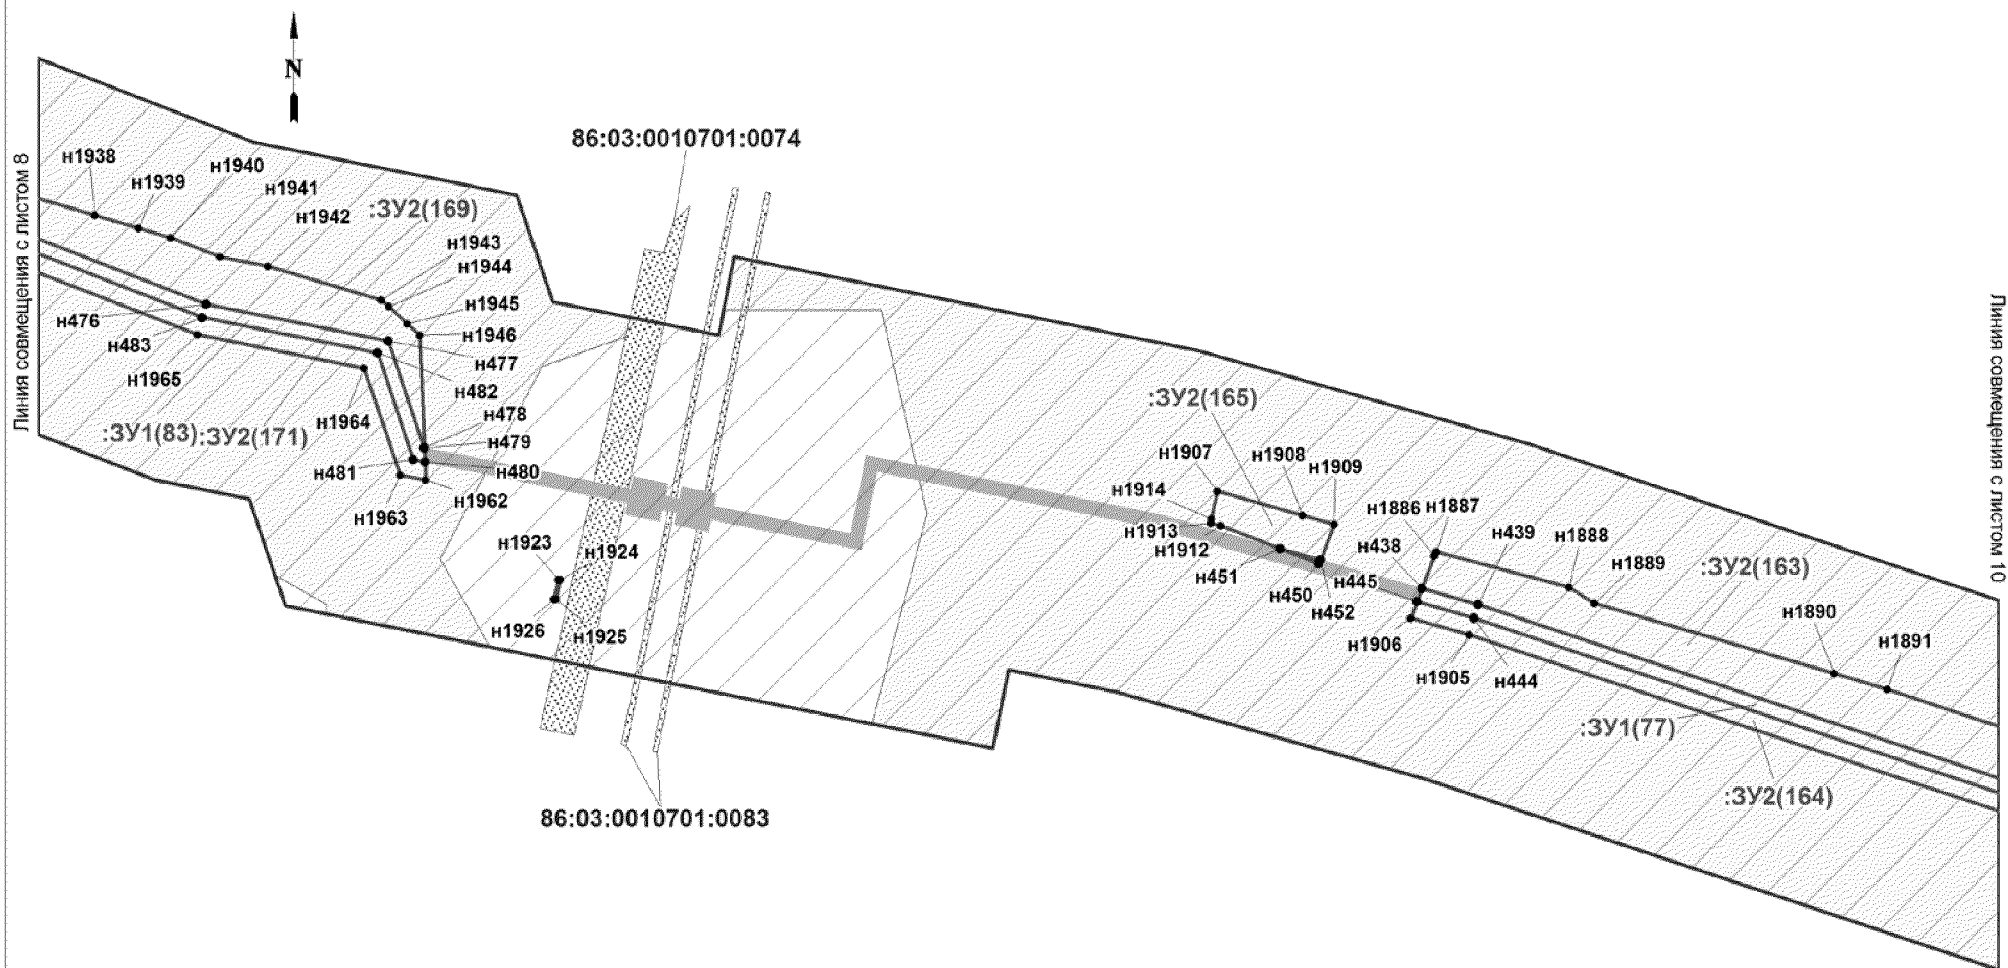 N
86:03:0010701:0074
Линия совмещения с листом 8
н1938
н1939
н1940
н1941
н1942
:ЗУ2(169)
н1943
н1944
н1945
н1946
н476
н483
н1965
н477
н482
н478
н479
н1964
:ЗУ1(83)
:ЗУ2(171)
н481
н480
н1962
н1963
н1923
н1924
н1926
н1925
86:03:0010701:0083
:ЗУ2(165)
н1907
н1908
н1909
н1914
н1913
н1912
н451
н450
н445
н452
н438
н1886
н1887
н439
н1888
н1889
:ЗУ2(163)
н1890
н1891
н1906
н1905
н444
:ЗУ1(77)
:ЗУ2(164)
Линия совмещения с листом 10